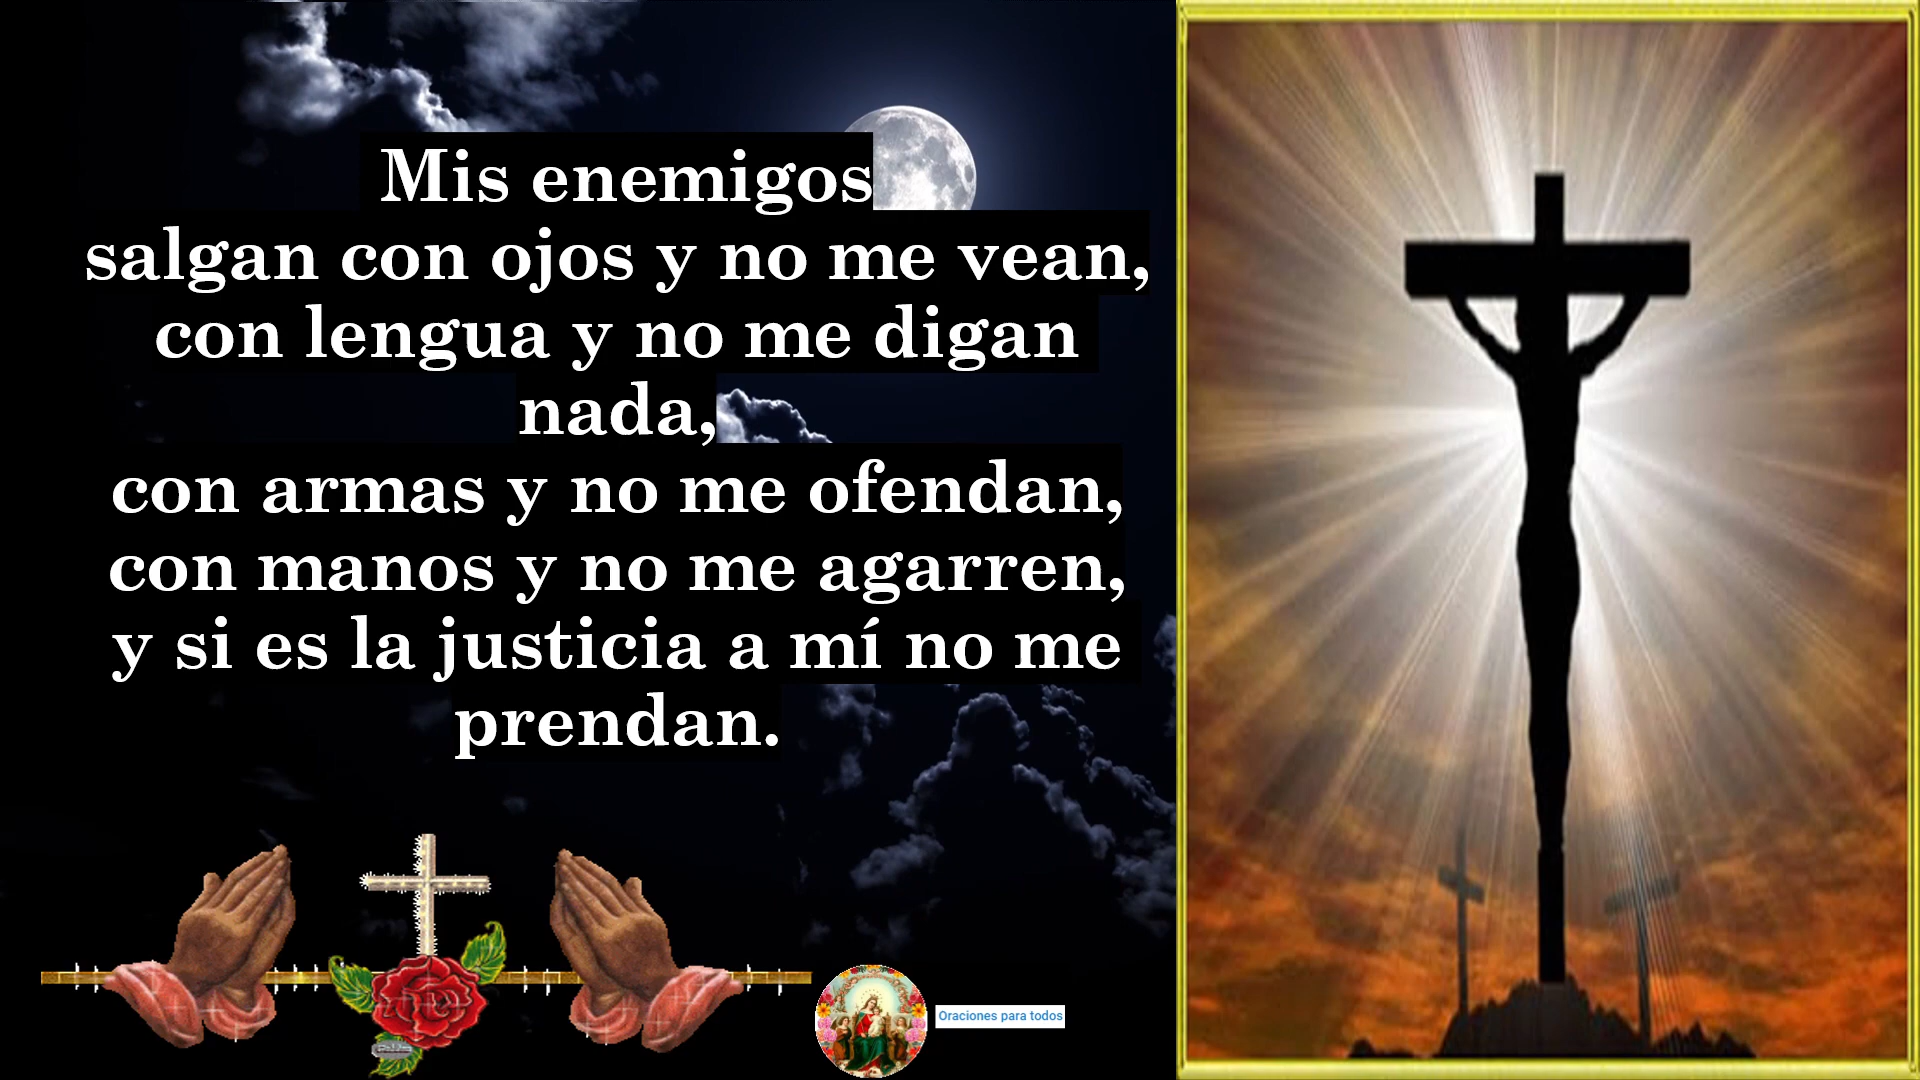 Mis enemigos
salgan con ojos y no me vean,
con lengua y no me digan
nada,
con armas y no me ofendan,
con manos y no me agarren,
y si es la justicia a mí no me
prendan.
Oraciones para todos